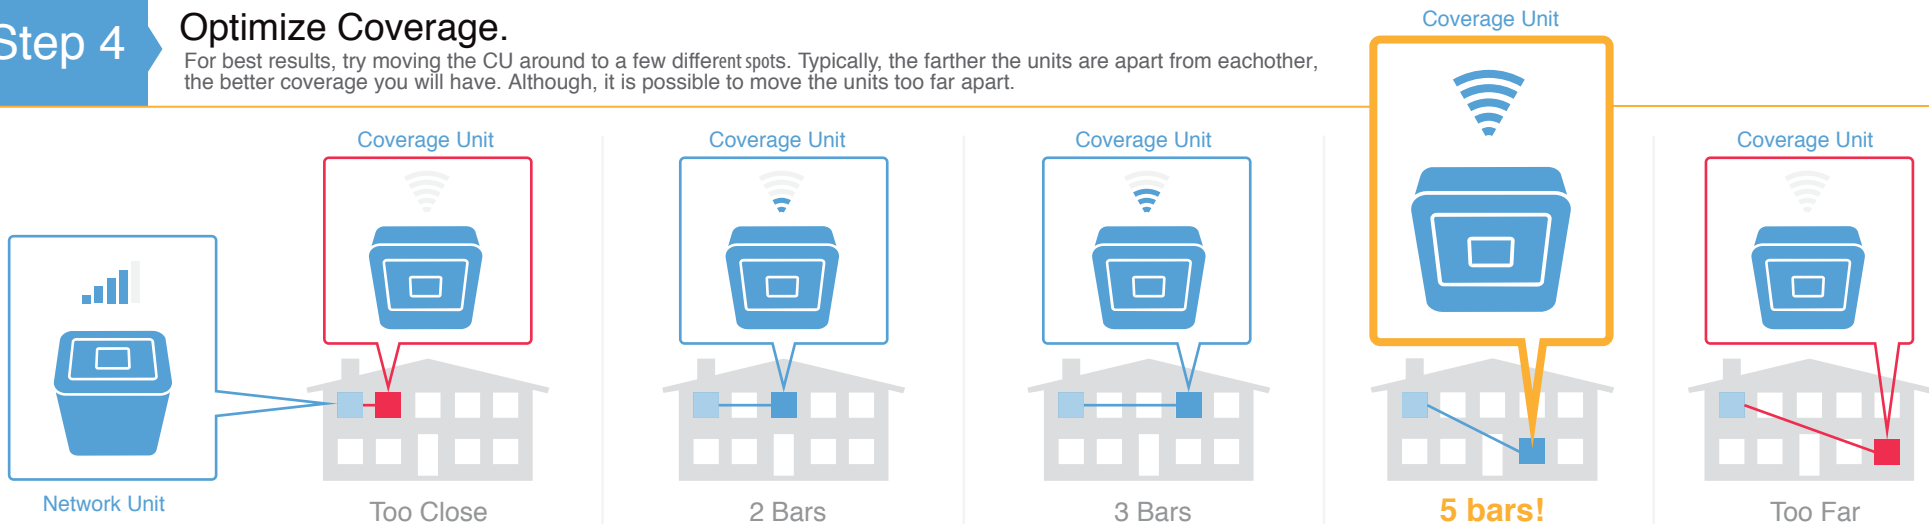 Step 4
Optimize Coverage.
For best results, try moving the CU around to a few different spots. Typically, the farther the units are apart from eachother,
the better coverage you will have. Although, it is possible to move the units too far apart.
Coverage Unit
Coverage Unit
Coverage Unit
Coverage Unit
Coverage Unit
Network Unit
Too Close
2 Bars
3 Bars
5 bars!
Too Far